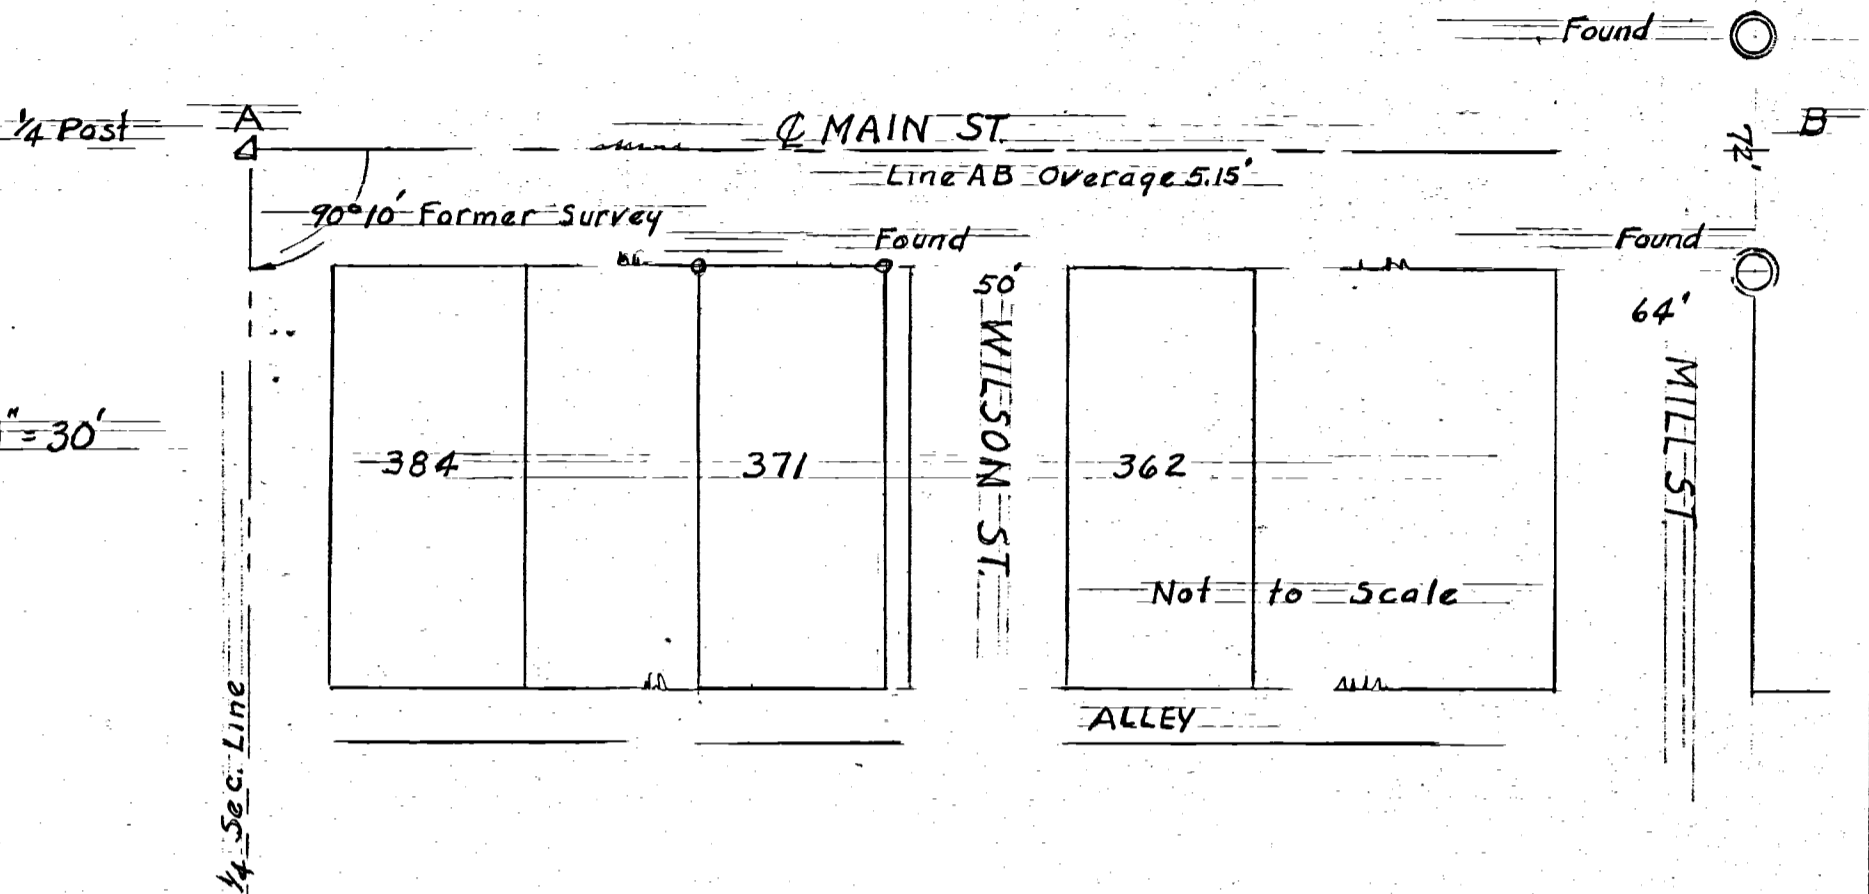 Found
1/4 Post
A
℄ MAIN ST.
72'
B
Line AB Overage 5.15'
90°10' Former Survey
Found
Found
50'
64'
WILSON ST.
MILL ST.
"=30'
384
371
362
Not to Scale
ALLEY
1/4 Sec. Line